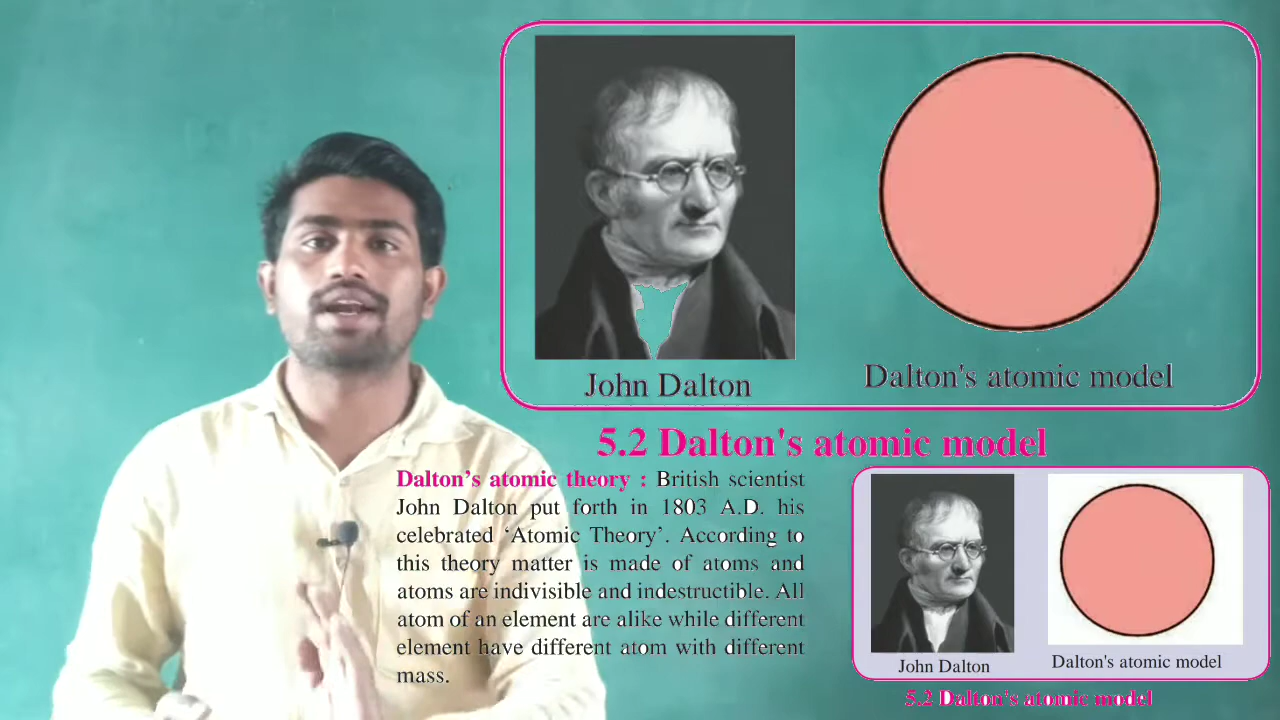 John Dalton
Dalton's atomic model
5.2 Dalton's atomic model
Dalton's atomic theory : British scientist
John Dalton put forth in 1803 A.D. his
celebrated 'Atomic Theory'. According to
this theory matter is made of atoms and
atoms are indivisible and indestructible. All
atom of an element are alike while different
element have different atom with different
mass.
John Dalton
Dalton's atomic model
5.2 Dalton's atomic model